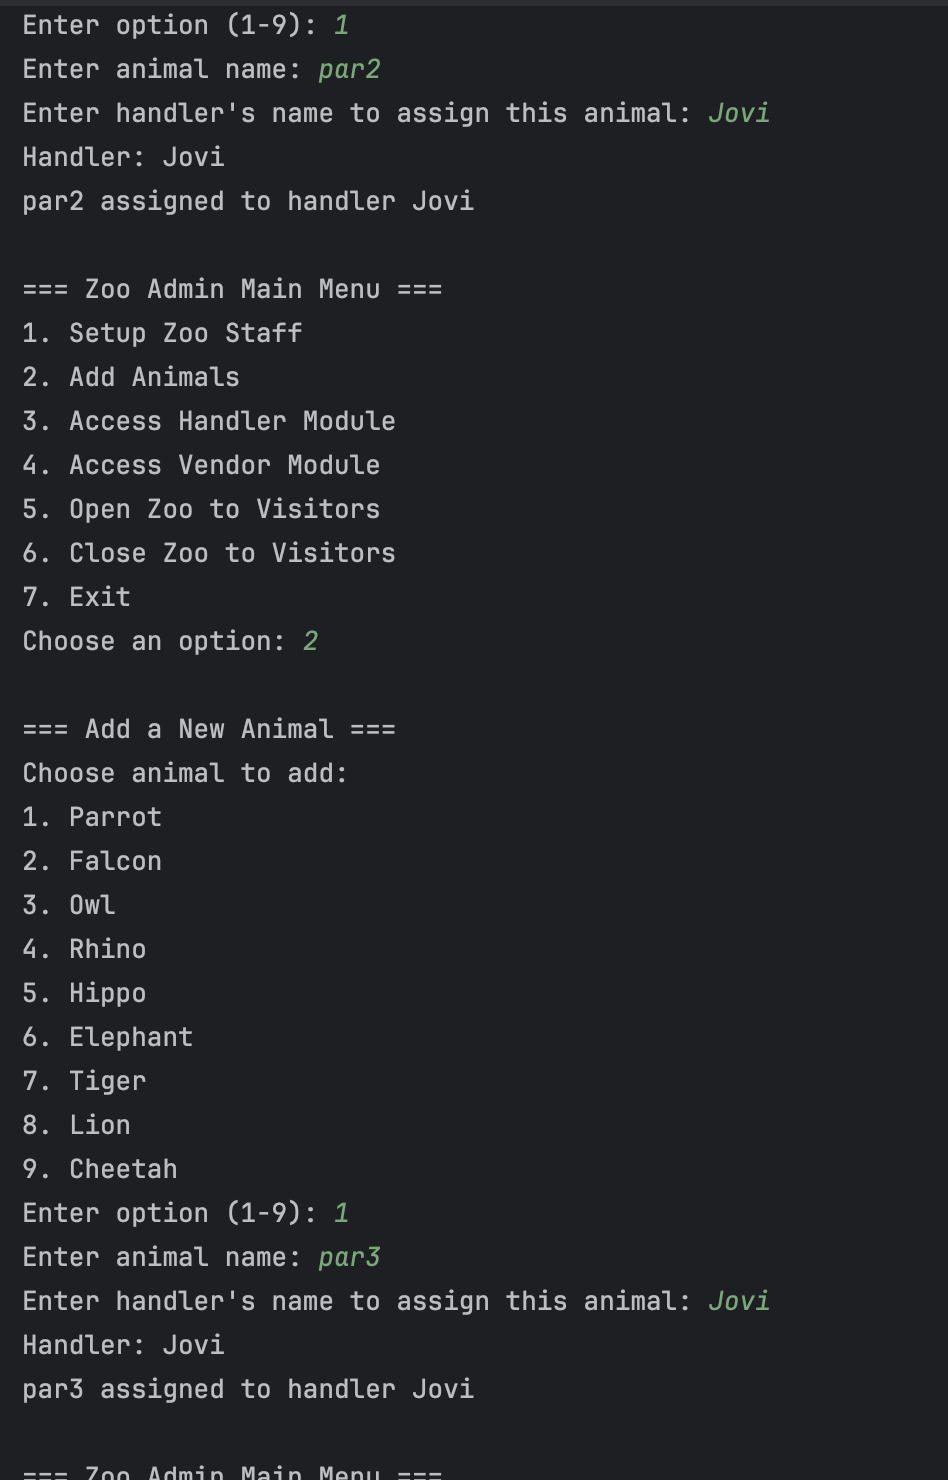 Enter option (1-9): 1
Enter animal name: par2
Enter handler's name to assign this animal: Jovi
Handler: Jovi
par2 assigned to handler Jovi
=== Zoo Admin Main Menu ===
1. Setup Zoo Staff
2. Add Animals
3. Access Handler Module
4. Access Vendor Module
5. Open Zoo to Visitors
6. Close Zoo to Visitors
7. Exit
Choose an option: 2
=== Add a New Animal ===
Choose animal to add:
1. Parrot
2. Falcon
3. Owl
4. Rhino
5. Hippo
6. Elephant
7. Tiger
8. Lion
9. Cheetah
Enter option (1-9): 1
Enter animal name: par3
Enter handler's name to assign this animal: Jovi
Handler: Jovi
par3 assigned to handler Jovi
=== Zoo Admin Main Menu ===